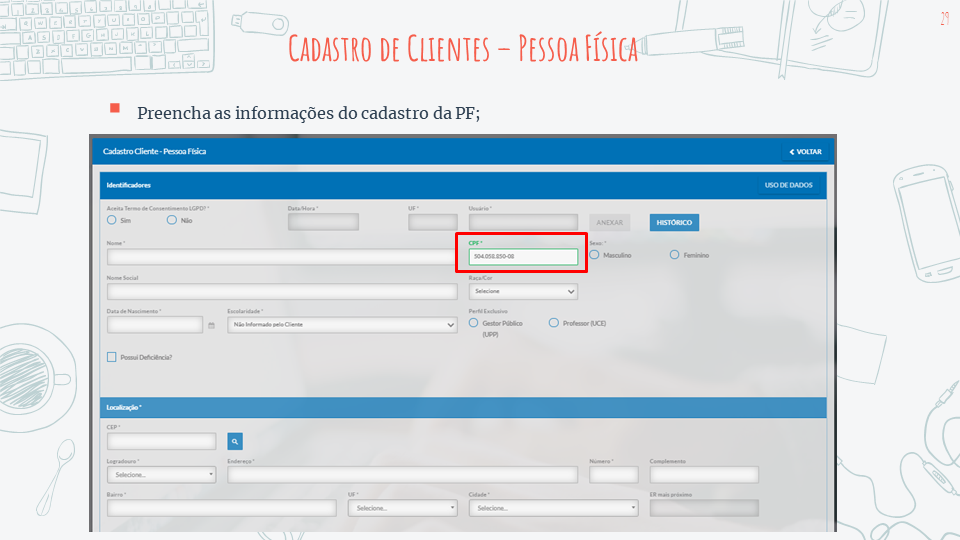 29
CADASTRO DE CLIENTES – PESSOA FÍSICA
Preencha as informações do cadastro da PF;
Cadastro Cliente - Pessoa Física
VOLTAR
Identificadores
USO DE DADOS
Aceita Termo de Consentimento LGPD? * Data/Hora * UF * Usuário *
Sim Não ANEXAR HISTÓRICO
Nome * CPF * Sexo: *
504.058.850-08 Masculino Feminino
Nome Social Raça/Cor
Selecione
Data de Nascimento * Escolaridade * Perfil Exclusivo
Não Informado pelo Cliente Gestor Público (UPP) Professor (UCE)
Possui Deficiência?
Localização *
CEP *
Logradouro * Endereço * Número * Complemento
Selecione...
Bairro * UF * Cidade * ER mais próximo
Selecione... Selecione...